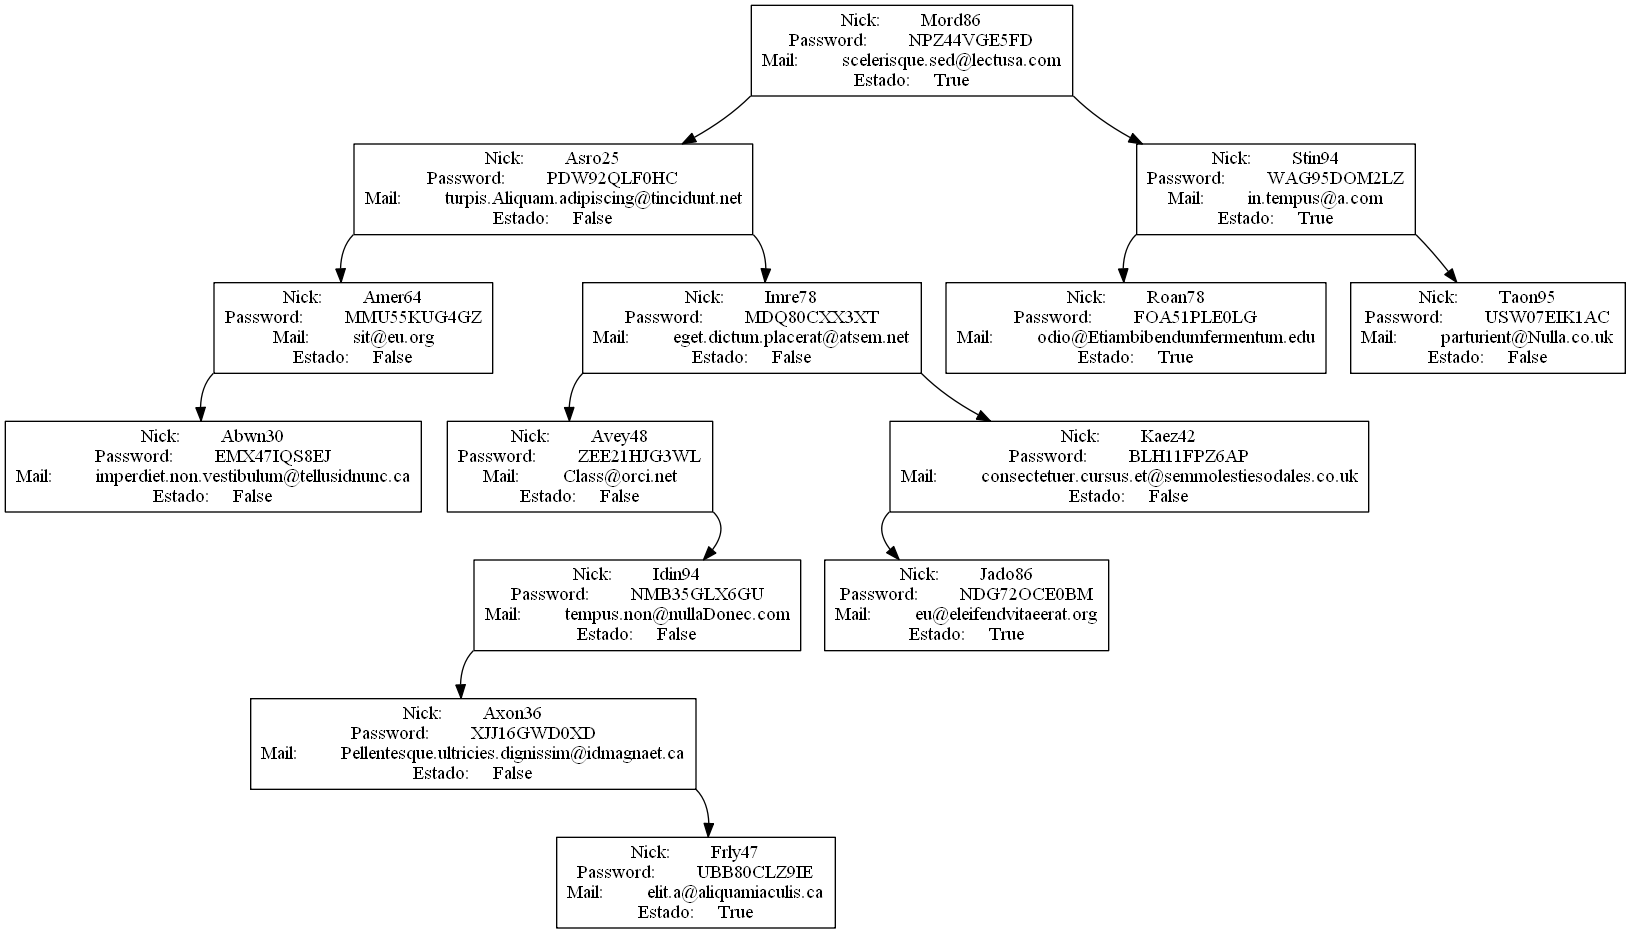 Nick: Mord86
Password: NPZ44VGE5FD
Mail: scelerisque.sed@lectusa.com
Estado: True
Nick: Asro25
Password: PDW92QLF0HC
Mail: turpis.Aliquam.adipiscing@tincidunt.net
Estado: False
Nick: Stin94
Password: WAG95DOM2LZ
Mail: in.tempus@a.com
Estado: True
Nick: Amer64
Password: MMU55KUG4GZ
Mail: sit@eu.org
Estado: False
Nick: Imre78
Password: MDQ80CXX3XT
Mail: eget.dictum.placerat@atsem.net
Estado: False
Nick: Roan78
Password: FOA51PLE0LG
Mail: odio@Etiambibendumfermentum.edu
Estado: True
Nick: Taon95
Password: USW07EIK1AC
Mail: parturient@Nulla.co.uk
Estado: False
Nick: Abwn30
Password: EMX47IQS8EJ
Mail: imperdiet.non.vestibulum@tellusidnunc.ca
Estado: False
Nick: Avey48
Password: ZEE21HJG3WL
Mail: Class@orci.net
Estado: False
Nick: Kaez42
Password: BLH11FPZ6AP
Mail: consectetuer.cursus.et@semmolestiesodales.co.uk
Estado: False
Nick: Idin94
Password: NMB35GLX6GU
Mail: tempus.non@nullaDonec.com
Estado: False
Nick: Jado86
Password: NDG72OCE0BM
Mail: eu@eleifendvitaeerat.org
Estado: True
Nick: Axon36
Password: XJJ16GWD0XD
Mail: Pellentesque.ultricies.dignissim@idmagnaet.ca
Estado: False
Nick: Frly47
Password: UBB80CLZ9IE
Mail: elit.a@aliquamiaculis.ca
Estado: True